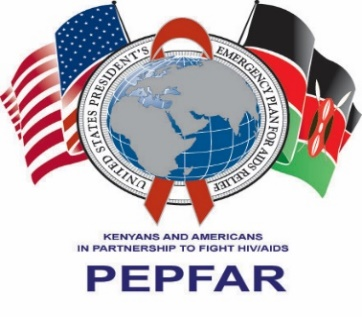 UNITED STATES PRESIDENT'S EMERGENCY PLAN FOR AIDS RELIEF
KENYANS AND AMERICANS
IN PARTNERSHIP TO FIGHT HIV/AIDS
PEPFAR